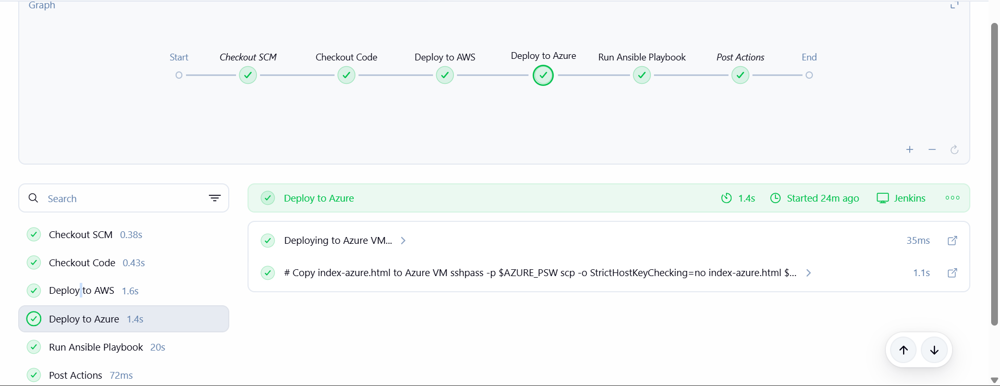 Graph
Start
Checkout SCM
Checkout Code
Deploy to AWS
Deploy to Azure
Run Ansible Playbook
Post Actions
End
Search
Deploy to Azure
1.4s
Started 24m ago
Jenkins
Checkout SCM 0.38s
Checkout Code 0.43s
Deploy to AWS 1.6s
Deploy to Azure 1.4s
Run Ansible Playbook 20s
Post Actions 72ms
Deploying to Azure VM...
35ms
# Copy index-azure.html to Azure VM sshpass -p $AZURE_PSW scp -o StrictHostKeyChecking=no index-azure.html $...
1.1s